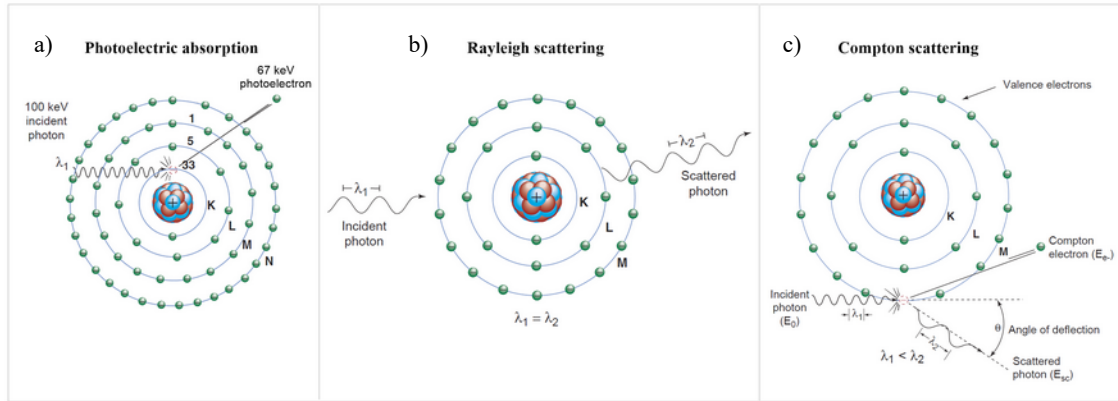 a)
Photoelectric absorption
67 keV
photoelectron
100 keV
incident
photon
λ₁
1
5
33
K
L
M
N
+
b)
Rayleigh scattering
λ₁
Incident
photon
λ₂
Scattered
photon
K
L
M
+
λ₁ = λ₂
c)
Compton scattering
Valence electrons
K
L
M
+
Compton
electron (Eₑ₋)
Incident
photon
(E₀)
λ₁
θ
Angle of deflection
λ₂
λ₁ < λ₂
Scattered
photon (Eₛc)